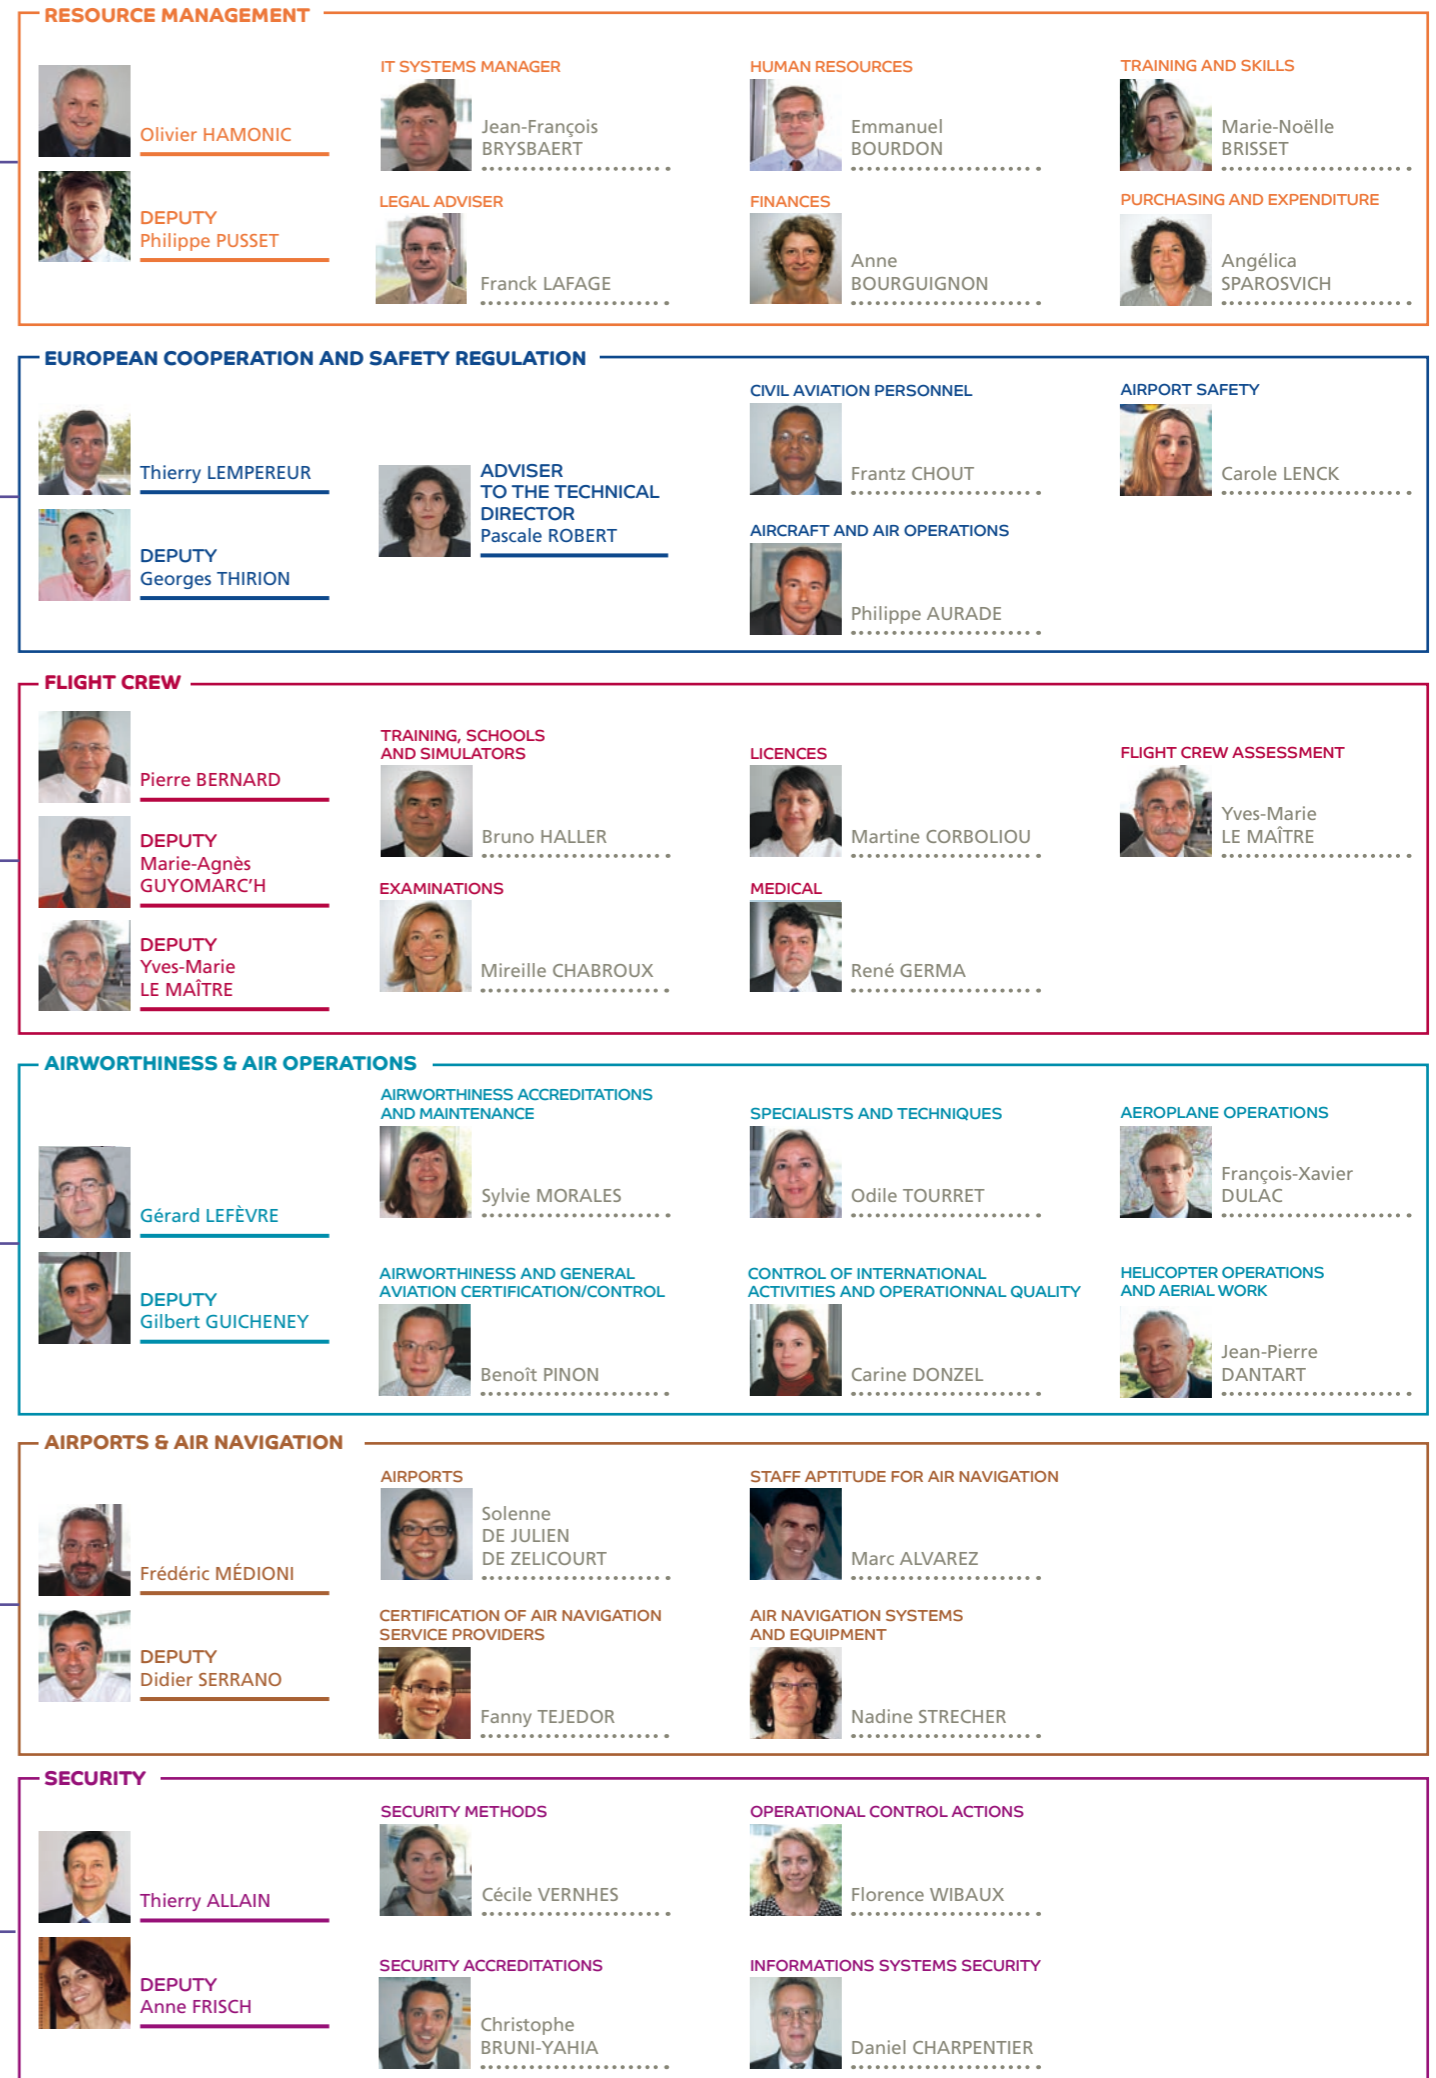 RESOURCE MANAGEMENT
Olivier HAMONIC
DEPUTY
Philippe PUSSET
IT SYSTEMS MANAGER
Jean-François
BRYSBAERT
HUMAN RESOURCES
Emmanuel
BOURDON
TRAINING AND SKILLS
Marie-Noëlle
BRISSET
LEGAL ADVISER
Franck LAFAGE
FINANCES
Anne
BOURGUIGNON
PURCHASING AND EXPENDITURE
Angélica
SPAROSVICH
EUROPEAN COOPERATION AND SAFETY REGULATION
Thierry LEMPEREUR
DEPUTY
Georges THIRION
ADVISER
TO THE TECHNICAL
DIRECTOR
Pascale ROBERT
CIVIL AVIATION PERSONNEL
Frantz CHOUT
AIRPORT SAFETY
Carole LENCK
AIRCRAFT AND AIR OPERATIONS
Philippe AURADE
FLIGHT CREW
Pierre BERNARD
DEPUTY
Marie-Agnès
GUYOMARC'H
DEPUTY
Yves-Marie
LE MAÎTRE
TRAINING, SCHOOLS
AND SIMULATORS
Bruno HALLER
LICENCES
Martine CORBOLIOU
FLIGHT CREW ASSESSMENT
Yves-Marie
LE MAÎTRE
EXAMINATIONS
Mireille CHABROUX
MEDICAL
René GERMA
AIRWORTHINESS & AIR OPERATIONS
Gérard LEFÈVRE
DEPUTY
Gilbert GUICHENEY
AIRWORTHINESS ACCREDITATIONS
AND MAINTENANCE
Sylvie MORALES
SPECIALISTS AND TECHNIQUES
Odile TOURRET
AEROPLANE OPERATIONS
François-Xavier
DULAC
AIRWORTHINESS AND GENERAL
AVIATION CERTIFICATION/CONTROL
Benoît PINON
CONTROL OF INTERNATIONAL
ACTIVITIES AND OPERATIONNAL QUALITY
Carine DONZEL
HELICOPTER OPERATIONS
AND AERIAL WORK
Jean-Pierre
DANTART
AIRPORTS & AIR NAVIGATION
Frédéric MÉDIONI
DEPUTY
Didier SERRANO
AIRPORTS
Solenne
DE JULIEN
DE ZELICOURT
STAFF APTITUDE FOR AIR NAVIGATION
Marc ALVAREZ
CERTIFICATION OF AIR NAVIGATION
SERVICE PROVIDERS
Fanny TEJEDOR
AIR NAVIGATION SYSTEMS
AND EQUIPMENT
Nadine STRECHER
SECURITY
Thierry ALLAIN
DEPUTY
Anne FRISCH
SECURITY METHODS
Cécile VERNHES
OPERATIONAL CONTROL ACTIONS
Florence WIBAUX
SECURITY ACCREDITATIONS
Christophe
BRUNI-YAHIA
INFORMATIONS SYSTEMS SECURITY
Daniel CHARPENTIER